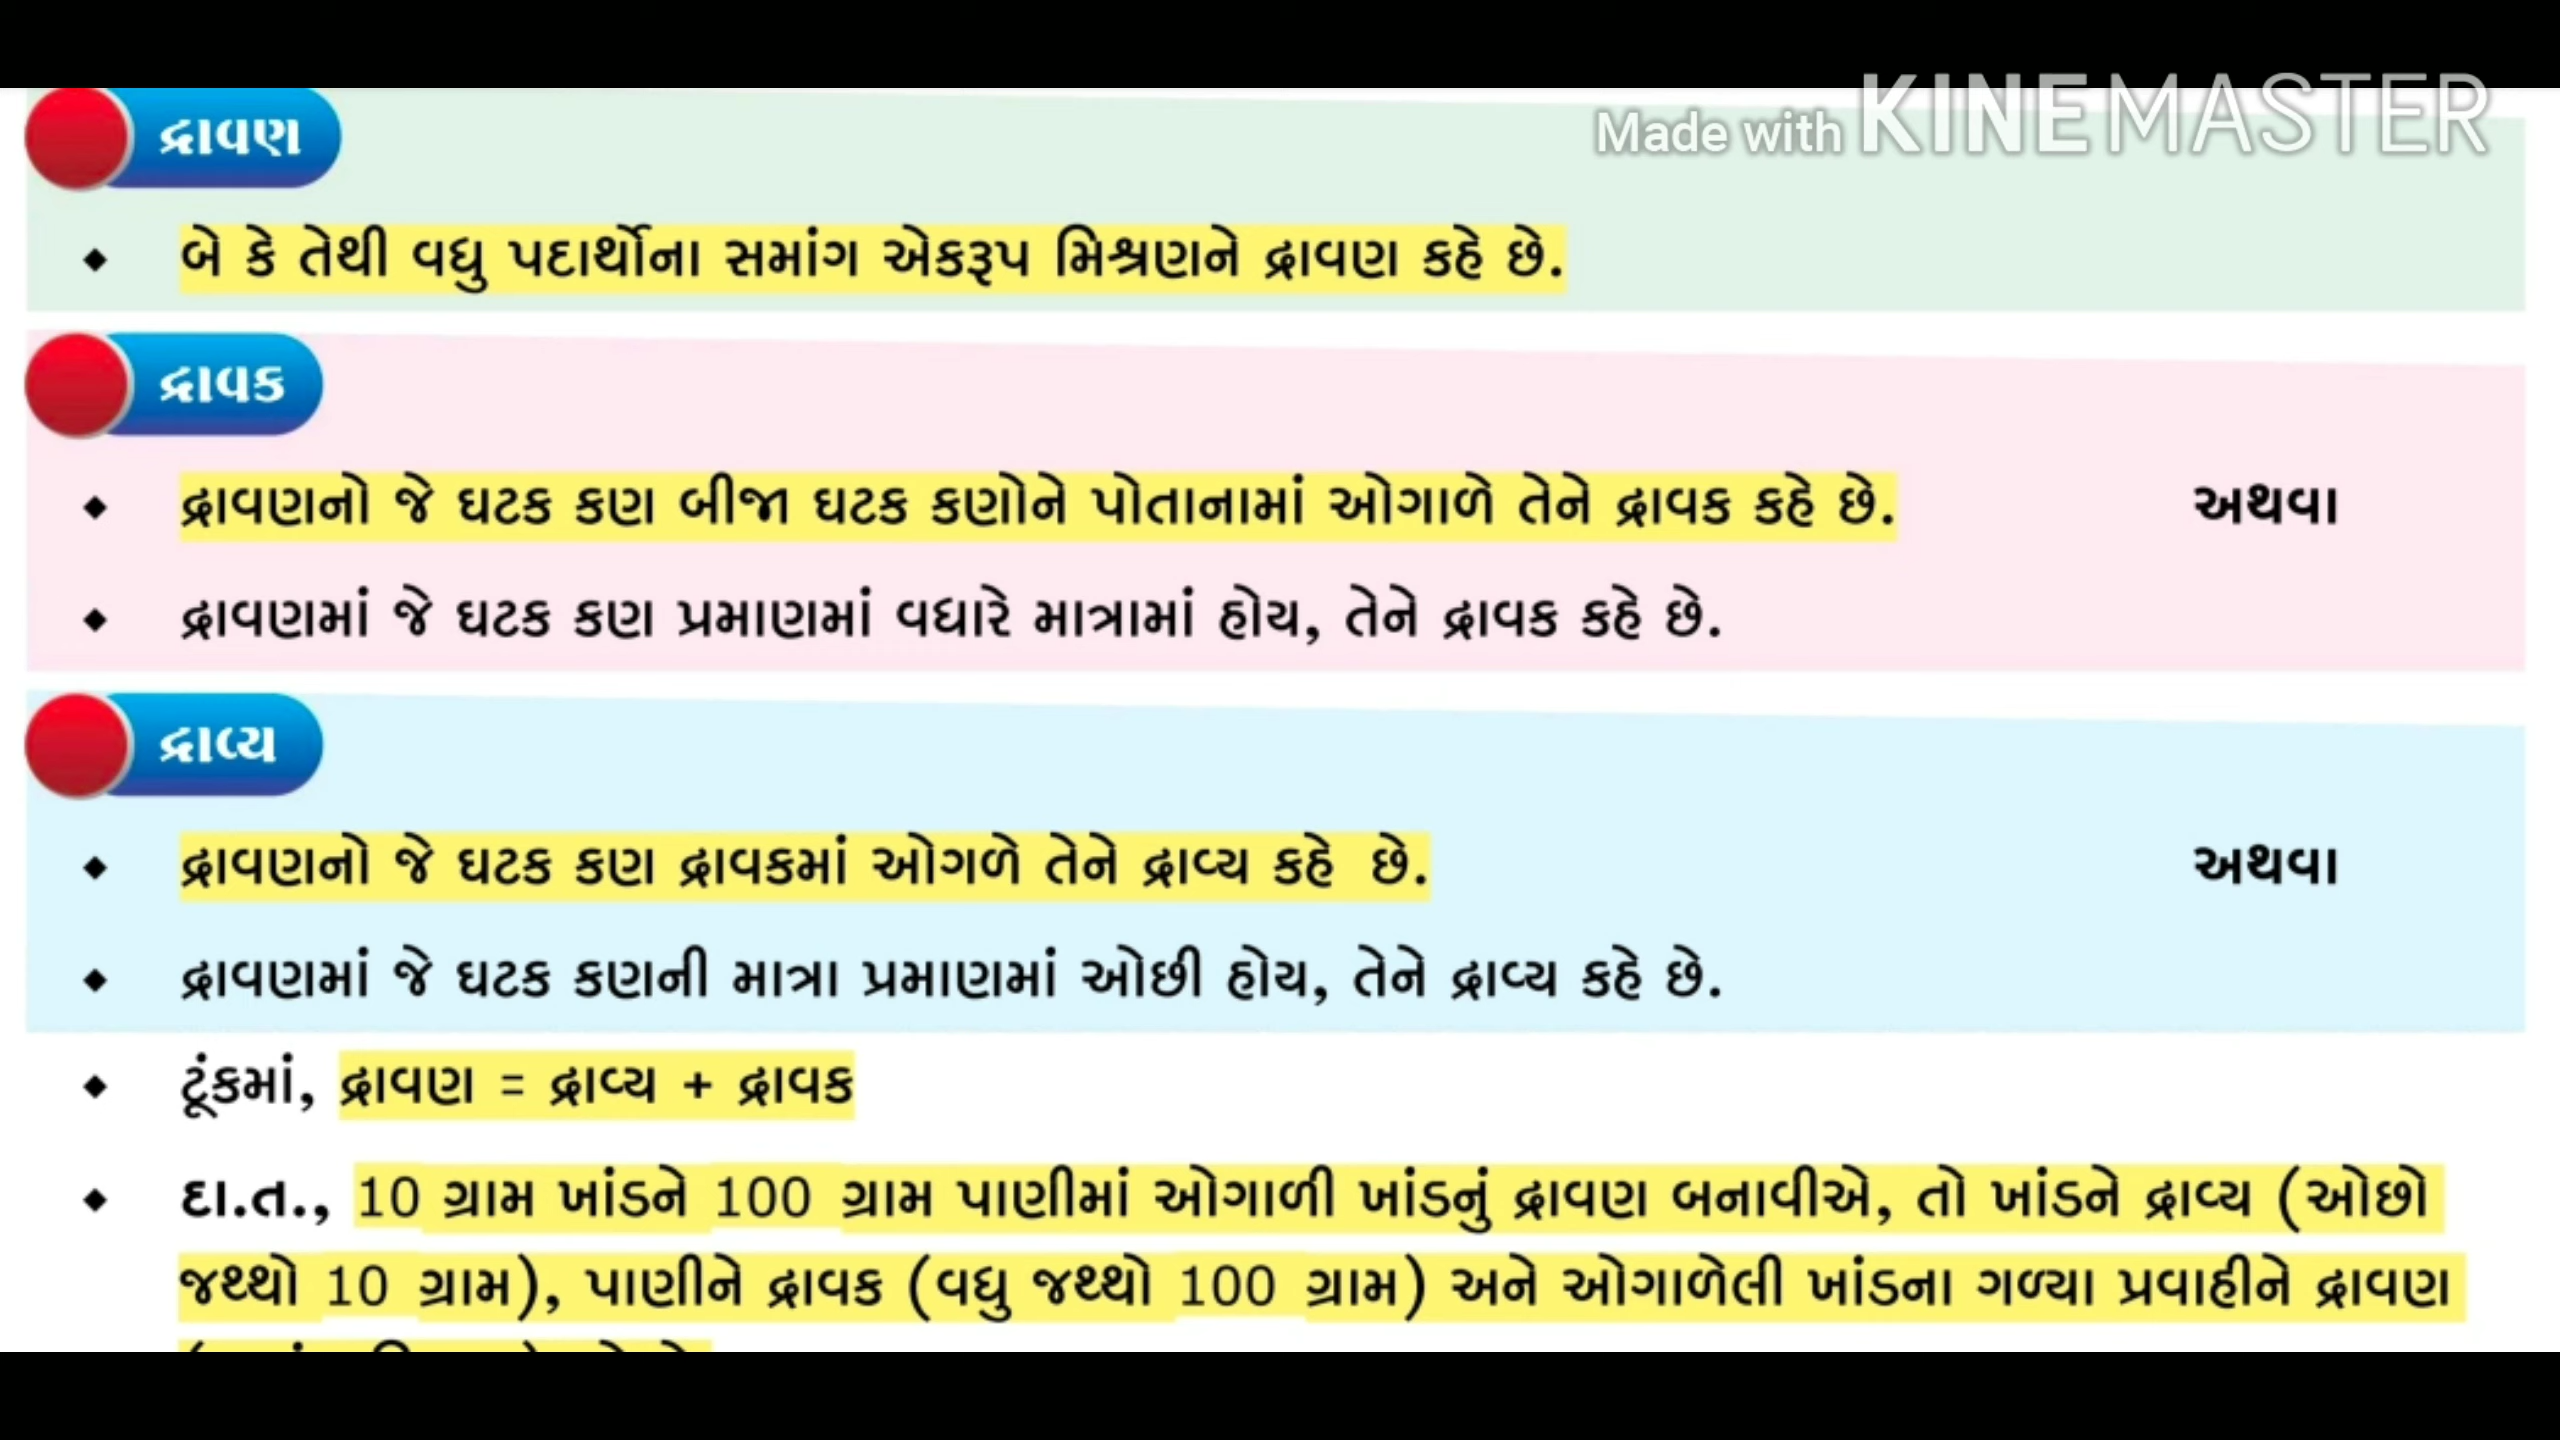 Made with KINEMASTER
દ્રાવણ
◆ બે કે તેથી વધુ પદાર્થોના સમાંગ એકરૂપ મિશ્રણને દ્રાવણ કહે છે.
દ્રાવક
◆ દ્રાવણનો જે ઘટક કણ બીજા ઘટક કણોને પોતાનામાં ઓગાળે તેને દ્રાવક કહે છે. અથવા
◆ દ્રાવણમાં જે ઘટક કણ પ્રમાણમાં વધારે માત્રામાં હોય, તેને દ્રાવક કહે છે.
દ્રાવ્ય
◆ દ્રાવણનો જે ઘટક કણ દ્રાવકમાં ઓગળે તેને દ્રાવ્ય કહે છે. અથવા
◆ દ્રાવણમાં જે ઘટક કણની માત્રા પ્રમાણમાં ઓછી હોય, તેને દ્રાવ્ય કહે છે.
◆ ટૂંકમાં, દ્રાવણ = દ્રાવ્ય + દ્રાવક
◆ દા.ત., 10 ગ્રામ ખાંડને 100 ગ્રામ પાણીમાં ઓગાળી ખાંડનું દ્રાવણ બનાવીએ, તો ખાંડને દ્રાવ્ય (ઓછો
જથ્થો 10 ગ્રામ), પાણીને દ્રાવક (વધુ જથ્થો 100 ગ્રામ) અને ઓગાળેલી ખાંડના ગળ્યા પ્રવાહીને દ્રાવણ